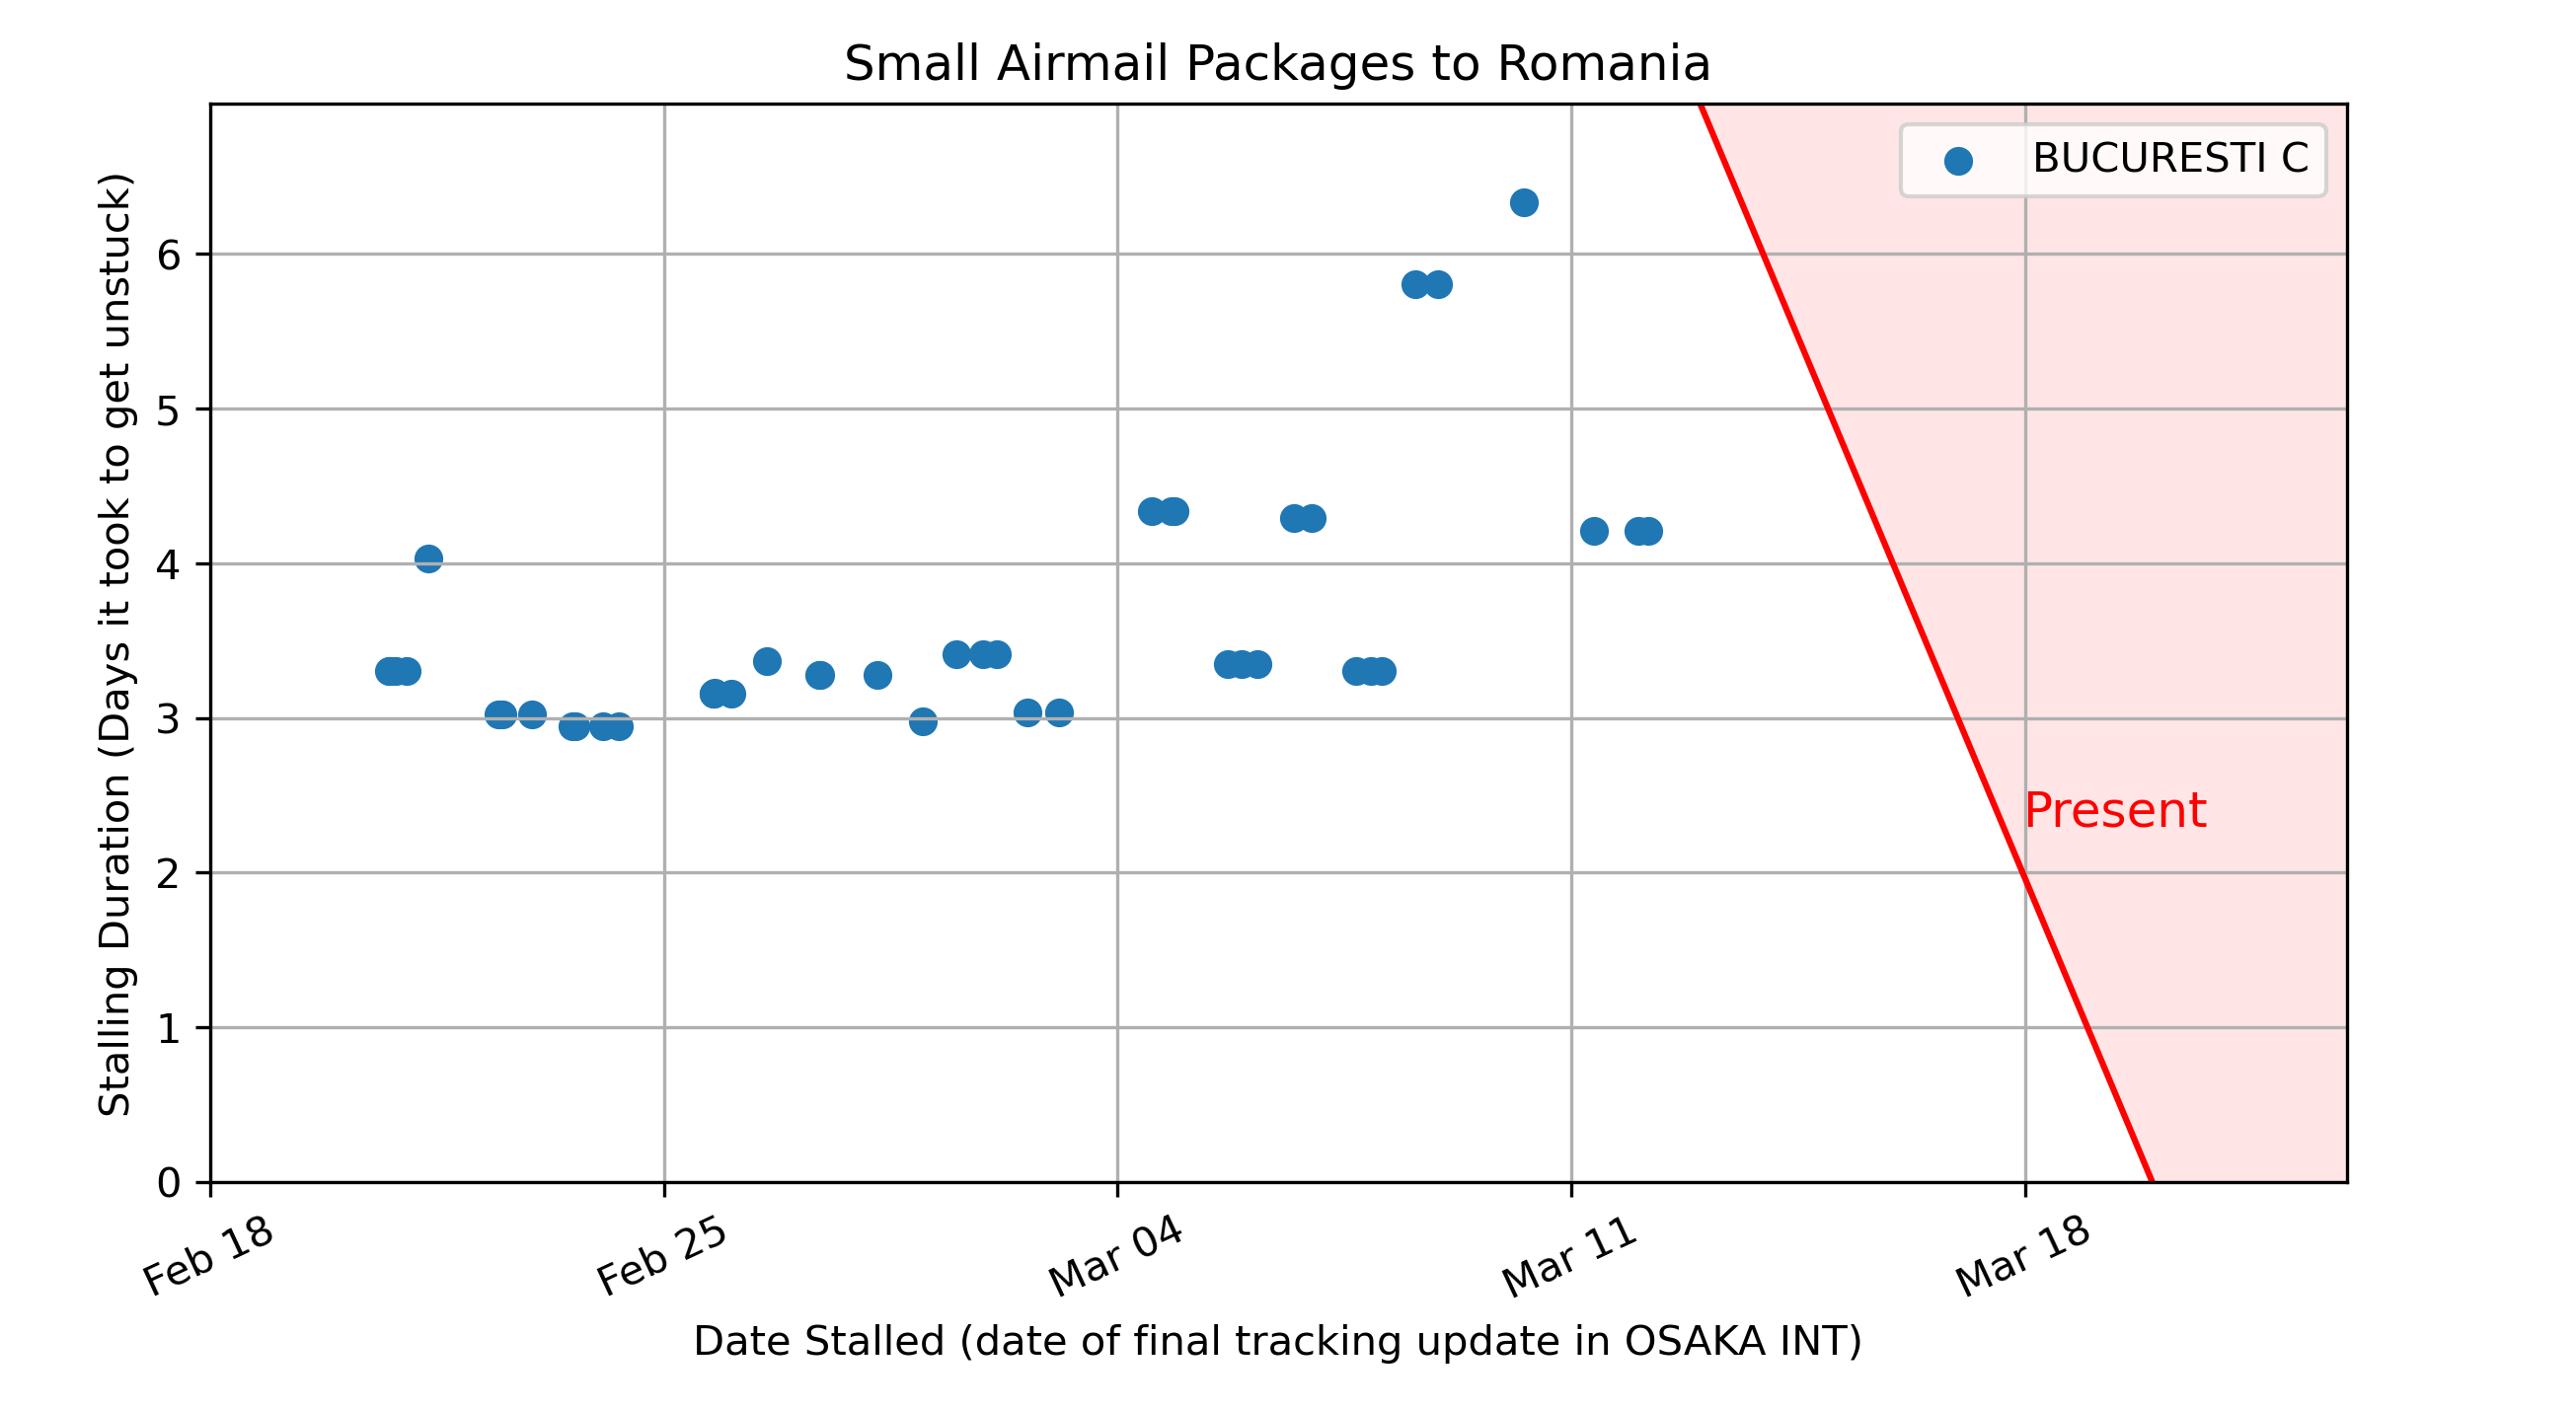 Small Airmail Packages to Romania
BUCURESTI C
Stalling Duration (Days it took to get unstuck)
6
5
4
3
2
1
0
Present
Feb 18
Feb 25
Mar 04
Mar 11
Mar 18
Date Stalled (date of final tracking update in OSAKA INT)